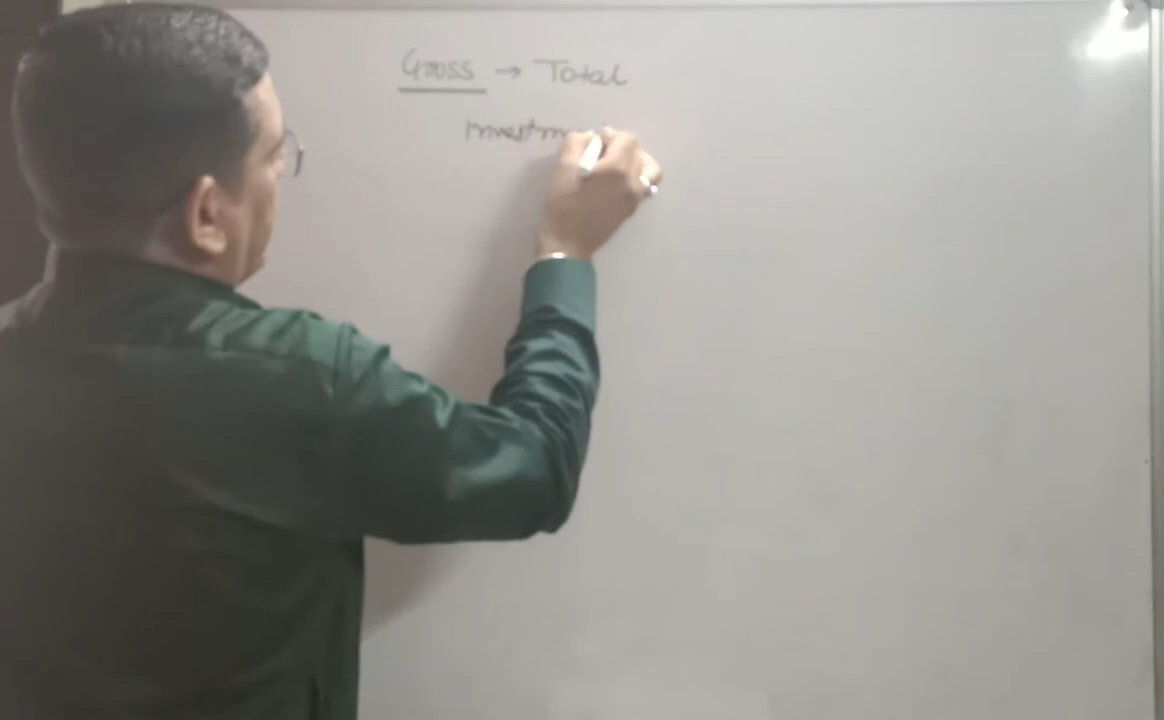 Gross → Total
Investm